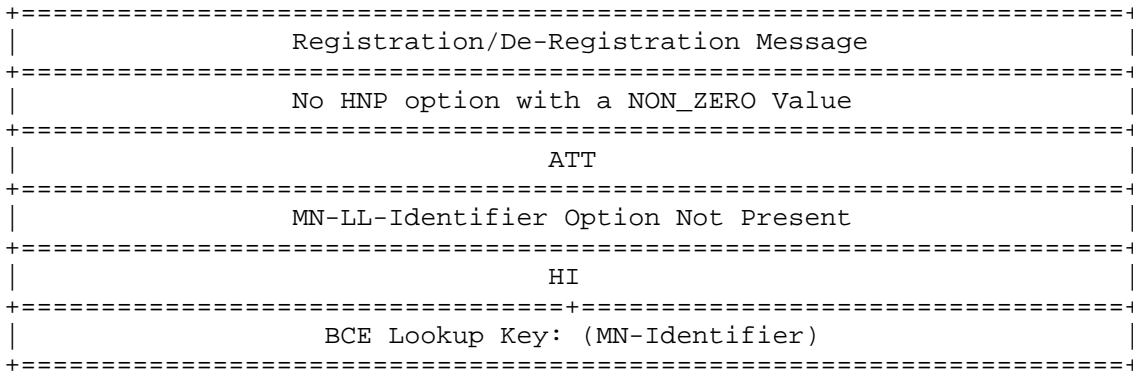 Registration/De-Registration Message
No HNP option with a NON_ZERO Value
ATT
MN-LL-Identifier Option Not Present
HI
BCE Lookup Key: (MN-Identifier)